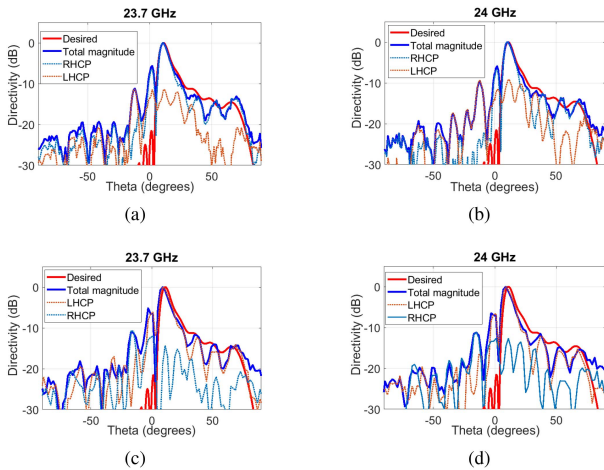 23.7 GHz
Directivity (dB)
0
-10
-20
-30
Desired
Total magnitude
RHCP
LHCP
-50
0
50
Theta (degrees)
(a)
24 GHz
Directivity (dB)
0
-10
-20
-30
Desired
Total magnitude
RHCP
LHCP
-50
0
50
Theta (degrees)
(b)
23.7 GHz
Directivity (dB)
0
-10
-20
-30
Desired
Total magnitude
LHCP
RHCP
-50
0
50
Theta (degrees)
(c)
24 GHz
Directivity (dB)
0
-10
-20
-30
Desired
Total magnitude
LHCP
RHCP
-50
0
50
Theta (degrees)
(d)